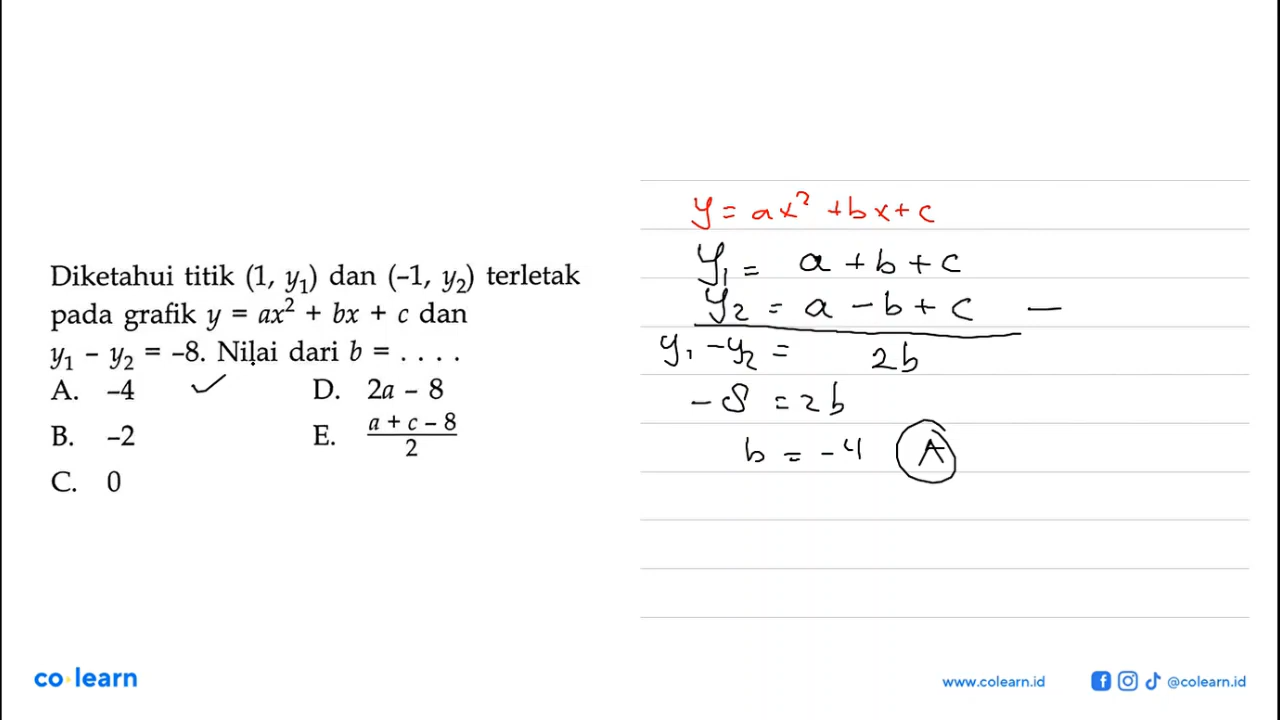 Diketahui titik (1, y₁) dan (–1, y₂) terletak
pada grafik y = ax² + bx + c dan
y₁ – y₂ = –8. Nilai dari b = . . . .
A. –4 ✓ D. 2a – 8
B. –2 E. (a + c – 8)/2
C. 0
y = ax² + bx + c
y₁ = a + b + c
y₂ = a – b + c –
y₁ – y₂ = 2b
– 8 = 2b
b = – 4 A
co·learn
www.colearn.id @colearn.id